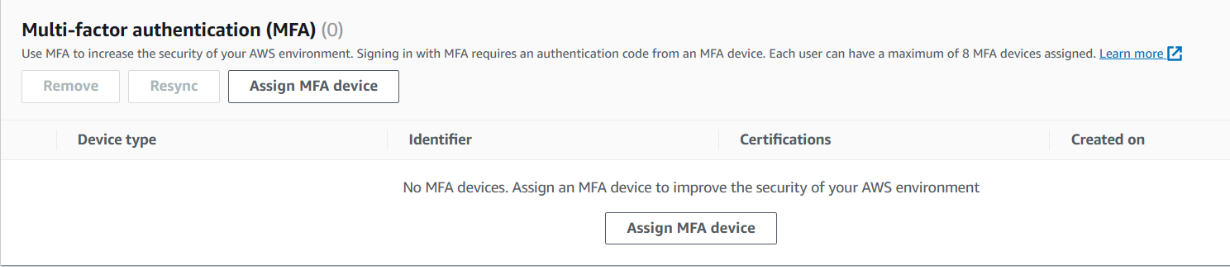 Multi-factor authentication (MFA) (0)
Use MFA to increase the security of your AWS environment. Signing in with MFA requires an authentication code from an MFA device. Each user can have a maximum of 8 MFA devices assigned. Learn more
Remove Resync Assign MFA device
Device type Identifier Certifications Created on
No MFA devices. Assign an MFA device to improve the security of your AWS environment
Assign MFA device